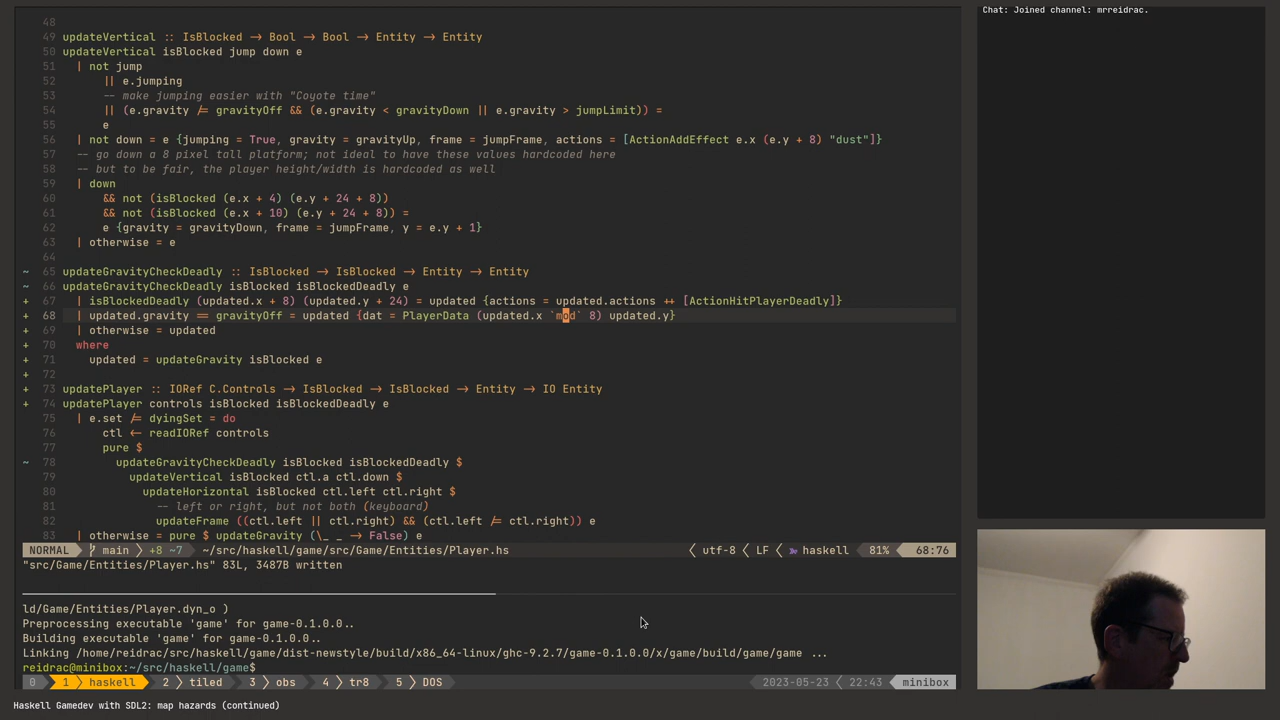 Chat: Joined channel: mrreidrac.
48
49 updateVertical :: IsBlocked → Bool → Bool → Entity → Entity
50 updateVertical isBlocked jump down e
51 | not jump
52 || e.jumping
53 -- make jumping easier with "Coyote time"
54 || (e.gravity /= gravityOff && (e.gravity < gravityDown || e.gravity > jumpLimit)) =
55 e
56 | not down = e {jumping = True, gravity = gravityUp, frame = jumpFrame, actions = [ActionAddEffect e.x (e.y + 8) "dust"]}
57 -- go down a 8 pixel tall platform; not ideal to have these values hardcoded here
58 -- but to be fair, the player height/width is hardcoded as well
59 | down
60 && not (isBlocked (e.x + 4) (e.y + 24 + 8))
61 && not (isBlocked (e.x + 10) (e.y + 24 + 8)) =
62 e {gravity = gravityDown, frame = jumpFrame, y = e.y + 1}
63 | otherwise = e
64
~ 65 updateGravityCheckDeadly :: IsBlocked → IsBlocked → Entity → Entity
~ 66 updateGravityCheckDeadly isBlocked isBlockedDeadly e
+ 67 | isBlockedDeadly (updated.x + 8) (updated.y + 24) = updated {actions = updated.actions ++ [ActionHitPlayerDeadly]}
+ 68 | updated.gravity == gravityOff = updated {dat = PlayerData (updated.x `mod` 8) updated.y}
+ 69 | otherwise = updated
+ 70 where
+ 71 updated = updateGravity isBlocked e
+ 72
+ 73 updatePlayer :: IORef C.Controls → IsBlocked → IsBlocked → Entity → IO Entity
+ 74 updatePlayer controls isBlocked isBlockedDeadly e
75 | e.set /= dyingSet = do
76 ctl ← readIORef controls
77 pure $
~ 78 updateGravityCheckDeadly isBlocked isBlockedDeadly $
79 updateVertical isBlocked ctl.a ctl.down $
80 updateHorizontal isBlocked ctl.left ctl.right $
81 -- left or right, but not both (keyboard)
82 updateFrame ((ctl.left || ctl.right) && (ctl.left /= ctl.right)) e
83 | otherwise = pure $ updateGravity (\_ _ → False) e
NORMAL main +8 ~7 ~/src/haskell/game/src/Game/Entities/Player.hs utf-8 LF haskell 81% 68:76
"src/Game/Entities/Player.hs" 83L, 3487B written
ld/Game/Entities/Player.dyn_o )
Preprocessing executable 'game' for game-0.1.0.0..
Building executable 'game' for game-0.1.0.0..
Linking /home/reidrac/src/haskell/game/dist-newstyle/build/x86_64-linux/ghc-9.2.7/game-0.1.0.0/x/game/build/game/game ...
reidrac@minibox:~/src/haskell/game$
0 1 haskell 2 tiled 3 obs 4 tr8 5 DOS 2023-05-23 22:43 minibox
Haskell Gamedev with SDL2: map hazards (continued)